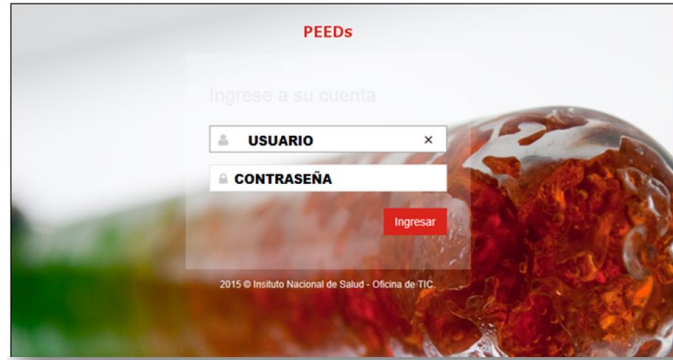 PEEDs
Ingrese a su cuenta
USUARIO ×
CONTRASEÑA
Ingresar
2015 © Insituto Nacional de Salud - Oficina de TIC.